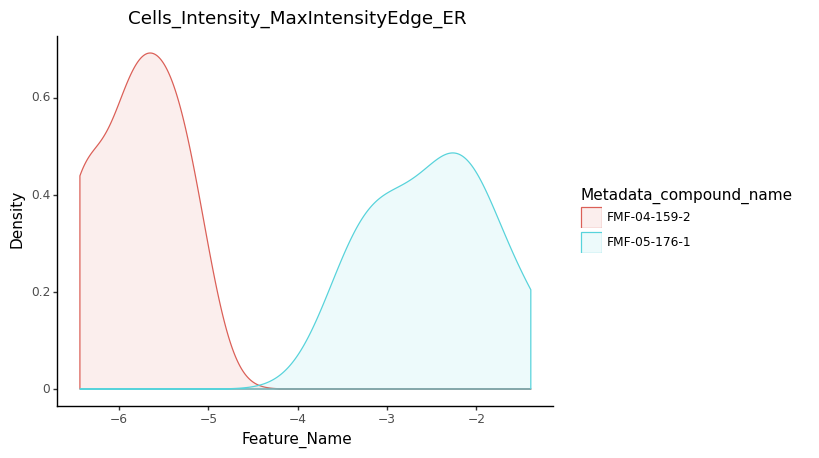 Cells_Intensity_MaxIntensityEdge_ER
0.6
0.4
0.2
0
Density
−6
−5
−4
−3
−2
Feature_Name
Metadata_compound_name
FMF-04-159-2
FMF-05-176-1